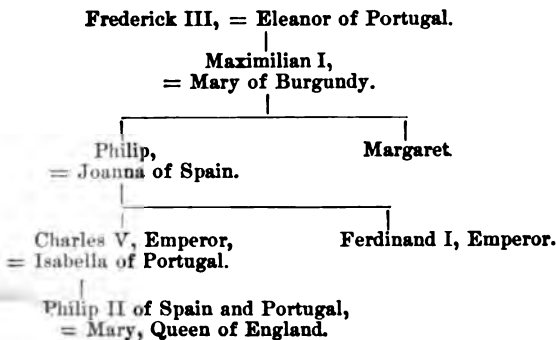 Frederick III, = Eleanor of Portugal.
Maximilian I,
= Mary of Burgundy.
Philip,
= Joanna of Spain.
Margaret
Charles V, Emperor,
= Isabella of Portugal.
Ferdinand I, Emperor.
Philip II of Spain and Portugal,
= Mary, Queen of England.